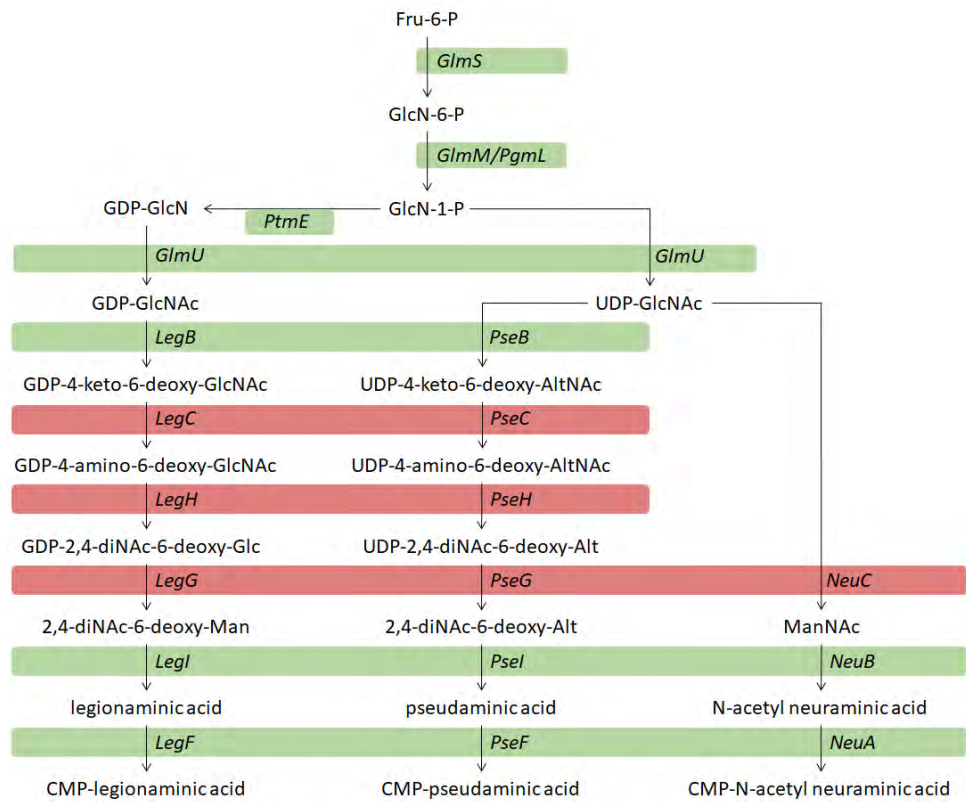 Fru-6-P
GlmS
GlcN-6-P
GlmM/PgmL
GDP-GlcN
GlcN-1-P
PtmE
GlmU
GlmU
GDP-GlcNAc
UDP-GlcNAc
LegB
PseB
GDP-4-keto-6-deoxy-GlcNAc
UDP-4-keto-6-deoxy-AltNAc
LegC
PseC
GDP-4-amino-6-deoxy-GlcNAc
UDP-4-amino-6-deoxy-AltNAc
LegH
PseH
GDP-2,4-diNAc-6-deoxy-Glc
UDP-2,4-diNAc-6-deoxy-Alt
LegG
PseG
NeuC
2,4-diNAc-6-deoxy-Man
2,4-diNAc-6-deoxy-Alt
ManNAc
LegI
PseI
NeuB
legionaminic acid
pseudaminic acid
N-acetyl neuraminic acid
LegF
PseF
NeuA
CMP-legionaminic acid
CMP-pseudaminic acid
CMP-N-acetyl neuraminic acid